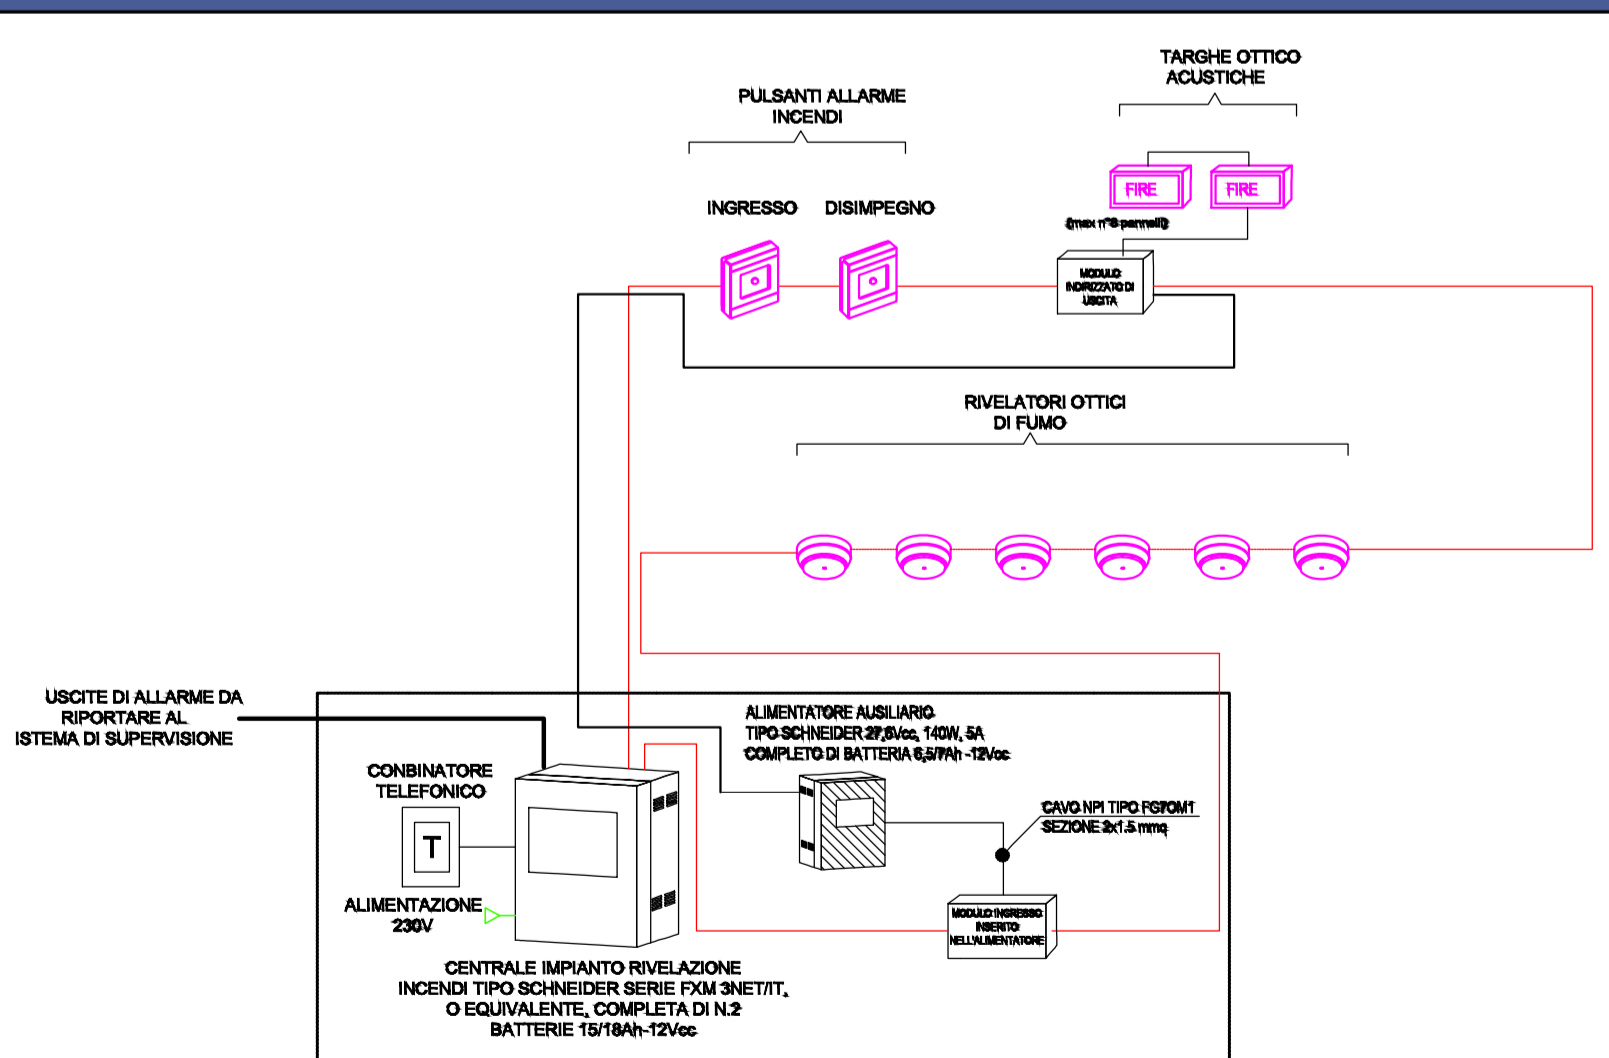 TARGHE OTTICO
ACUSTICHE
PULSANTI ALLARME
INCENDI
INGRESSO
DISIMPEGNO
FIRE
FIRE
(max n°8 pannelli)
MODULO
INDIRIZZATO DI
USCITA
RIVELATORI OTTICI
DI FUMO
USCITE DI ALLARME DA
RIPORTARE AL
ISTEMA DI SUPERVISIONE
ALIMENTATORE AUSILIARIO
TIPO SCHNEIDER 27,6Vcc, 140W, 5A
COMPLETO DI BATTERIA 6,5/7Ah -12Vcc
CONBINATORE
TELEFONICO
T
CAVO NPI TIPO FG7OM1
SEZIONE 2x1.5 mmq
ALIMENTAZIONE
230V
MODULO INGRESSO
INSERITO
NELL'ALIMENTATORE
CENTRALE IMPIANTO RIVELAZIONE
INCENDI TIPO SCHNEIDER SERIE FXM 3NET/IT,
O EQUIVALENTE, COMPLETA DI N.2
BATTERIE 15/18Ah-12Vcc